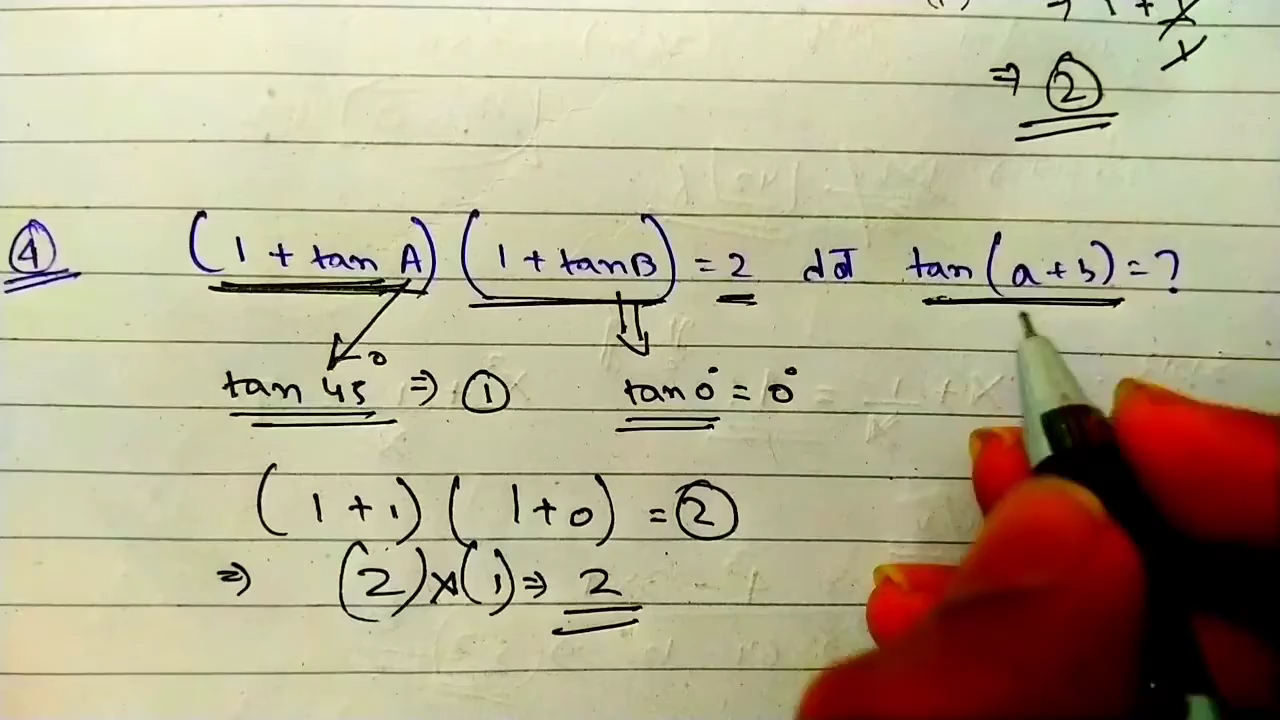 ⇒ 1 + x
x
⇒ 2
④ (1 + tan A) (1 + tan B) = 2 tan (a + b) = ?
tan 45° ⇒ ① tan 0° = 0°
(1 + 1) (1 + 0) = ②
⇒ (2) × (1) ⇒ 2